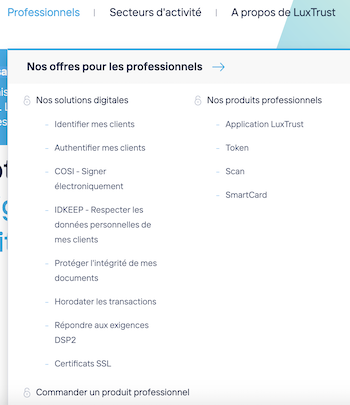 Professionnels | Secteurs d'activité | A propos de LuxTrust
Nos offres pour les professionnels →
Nos solutions digitales
- Identifier mes clients
- Authentifier mes clients
- COSI - Signer
électroniquement
- IDKEEP - Respecter les
données personnelles de
mes clients
- Protéger l'intégrité de mes
documents
- Horodater les transactions
- Répondre aux exigences
DSP2
- Certificats SSL
Nos produits professionnels
- Application LuxTrust
- Token
- Scan
- SmartCard
Commander un produit professionnel